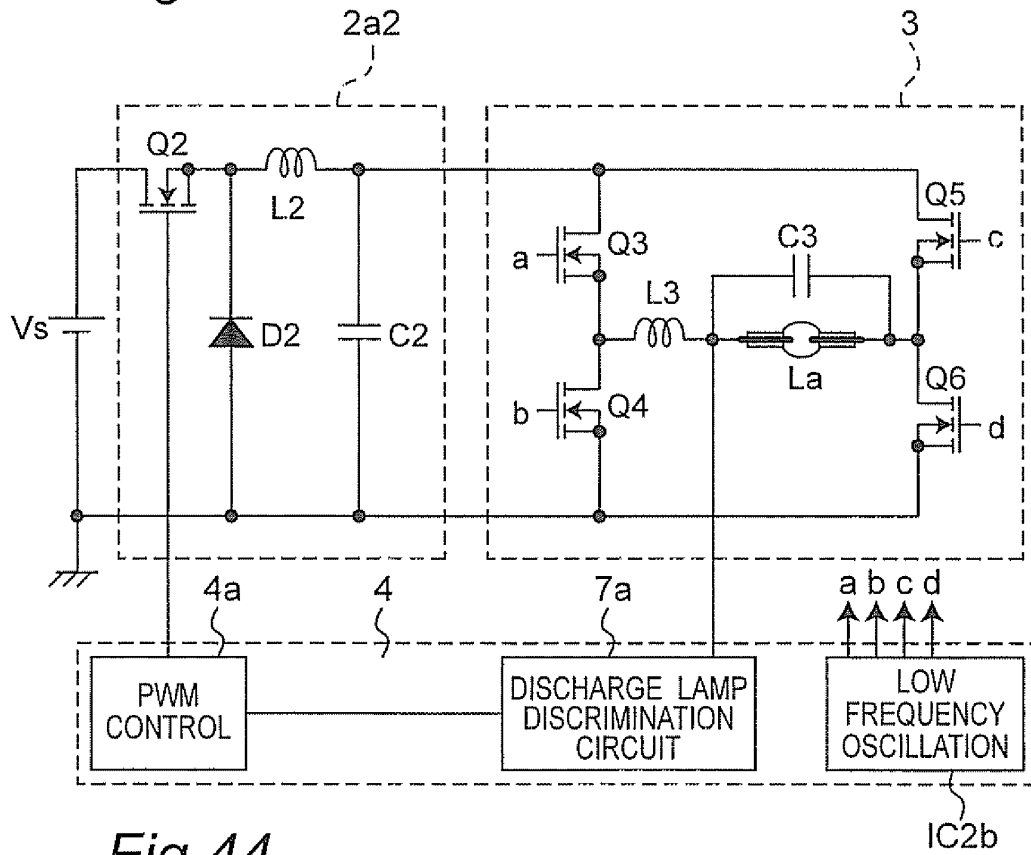 2a2
3
Q2
L2
Q5
Q3
a
C3
c
L3
Vs
D2
C2
La
Q4
b
Q6
d
4a
4
7a
a b c d
PWM
CONTROL
DISCHARGE LAMP
DISCRIMINATION
CIRCUIT
LOW
FREQUENCY
OSCILLATION
IC2b
Fig. 44